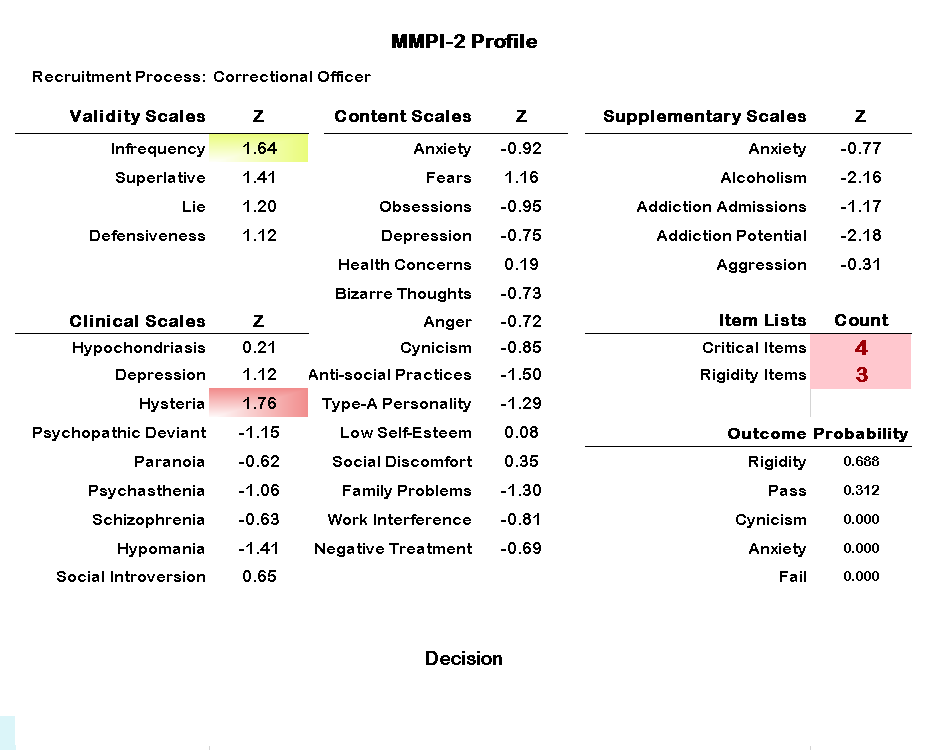 MMPI-2 Profile
Recruitment Process: Correctional Officer
Validity Scales Z
Infrequency 1.64
Superlative 1.41
Lie 1.20
Defensiveness 1.12
Clinical Scales Z
Hypochondriasis 0.21
Depression 1.12
Hysteria 1.76
Psychopathic Deviant -1.15
Paranoia -0.62
Psychasthenia -1.06
Schizophrenia -0.63
Hypomania -1.41
Social Introversion 0.65
Content Scales Z
Anxiety -0.92
Fears 1.16
Obsessions -0.95
Depression -0.75
Health Concerns 0.19
Bizarre Thoughts -0.73
Anger -0.72
Cynicism -0.85
Anti-social Practices -1.50
Type-A Personality -1.29
Low Self-Esteem 0.08
Social Discomfort 0.35
Family Problems -1.30
Work Interference -0.81
Negative Treatment -0.69
Supplementary Scales Z
Anxiety -0.77
Alcoholism -2.16
Addiction Admissions -1.17
Addiction Potential -2.18
Aggression -0.31
Item Lists Count
Critical Items 4
Rigidity Items 3
Outcome Probability
Rigidity 0.688
Pass 0.312
Cynicism 0.000
Anxiety 0.000
Fail 0.000
Decision